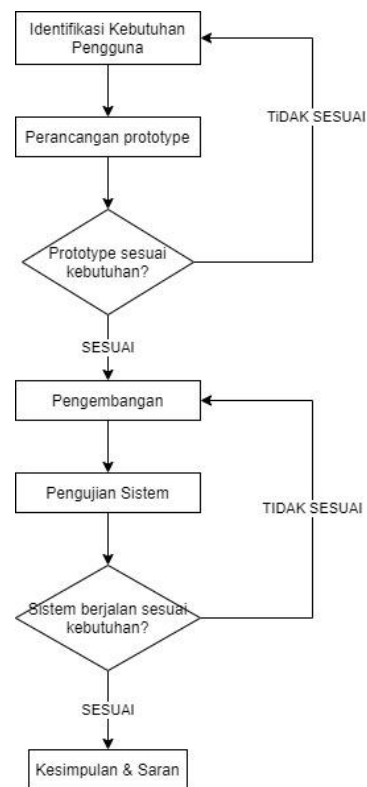 Identifikasi Kebutuhan
Pengguna
TiDAK SESUAI
Perancangan prototype
Prototype sesuai
kebutuhan?
SESUAI
Pengembangan
Pengujian Sistem
TIDAK SESUAI
Sistem berjalan sesuai
kebutuhan?
SESUAI
Kesimpulan & Saran